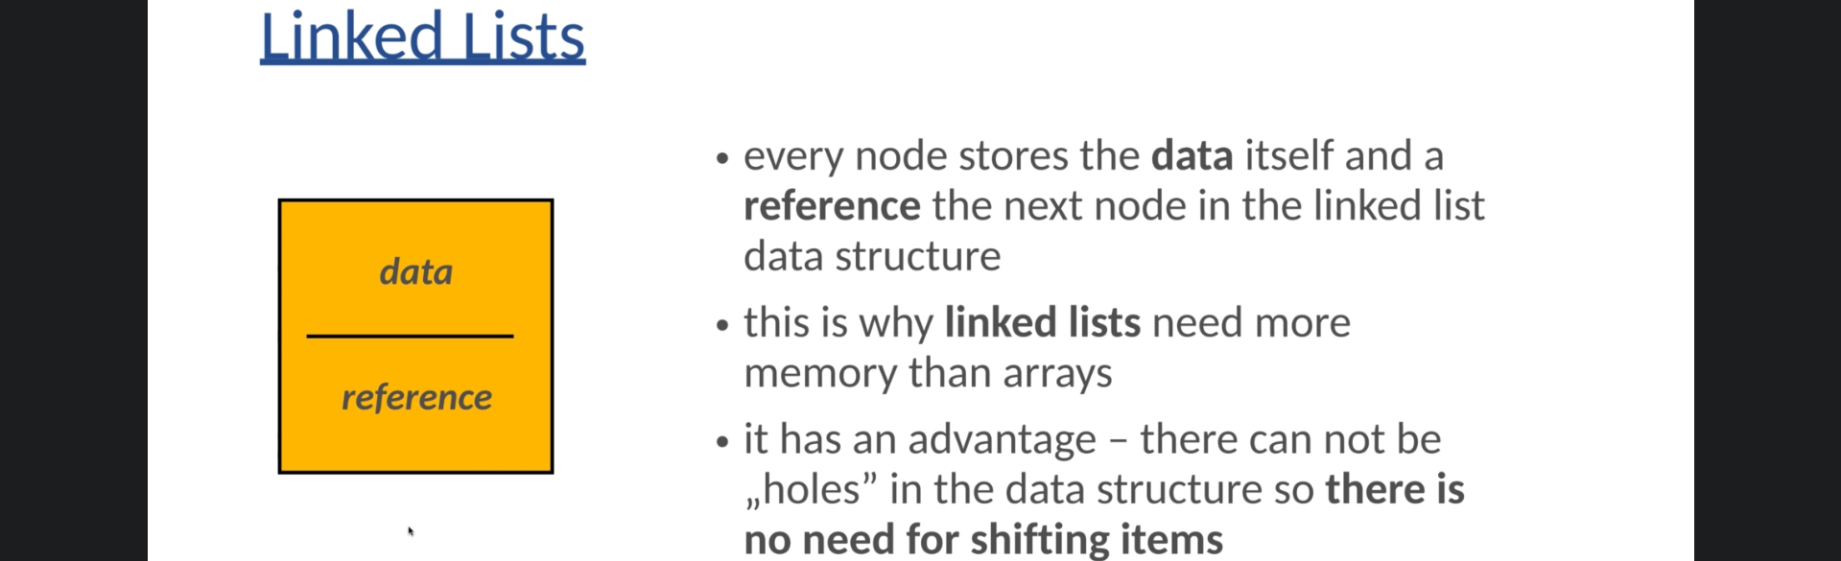 Linked Lists
data
reference
• every node stores the data itself and a
reference the next node in the linked list
data structure
• this is why linked lists need more
memory than arrays
• it has an advantage – there can not be
„holes” in the data structure so there is
no need for shifting items